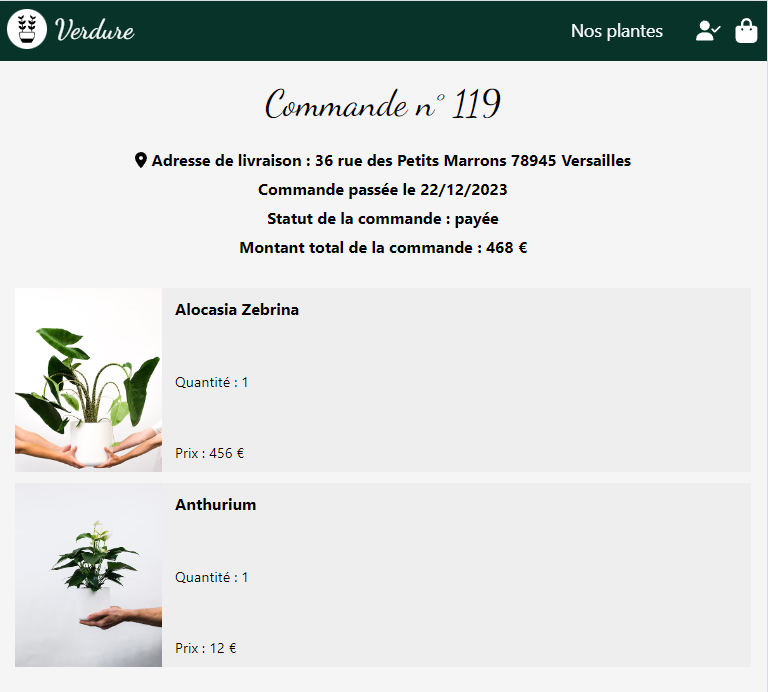 Verdure
Nos plantes
Commande n° 119
Adresse de livraison : 36 rue des Petits Marrons 78945 Versailles
Commande passée le 22/12/2023
Statut de la commande : payée
Montant total de la commande : 468 €
Alocasia Zebrina
Quantité : 1
Prix : 456 €
Anthurium
Quantité : 1
Prix : 12 €